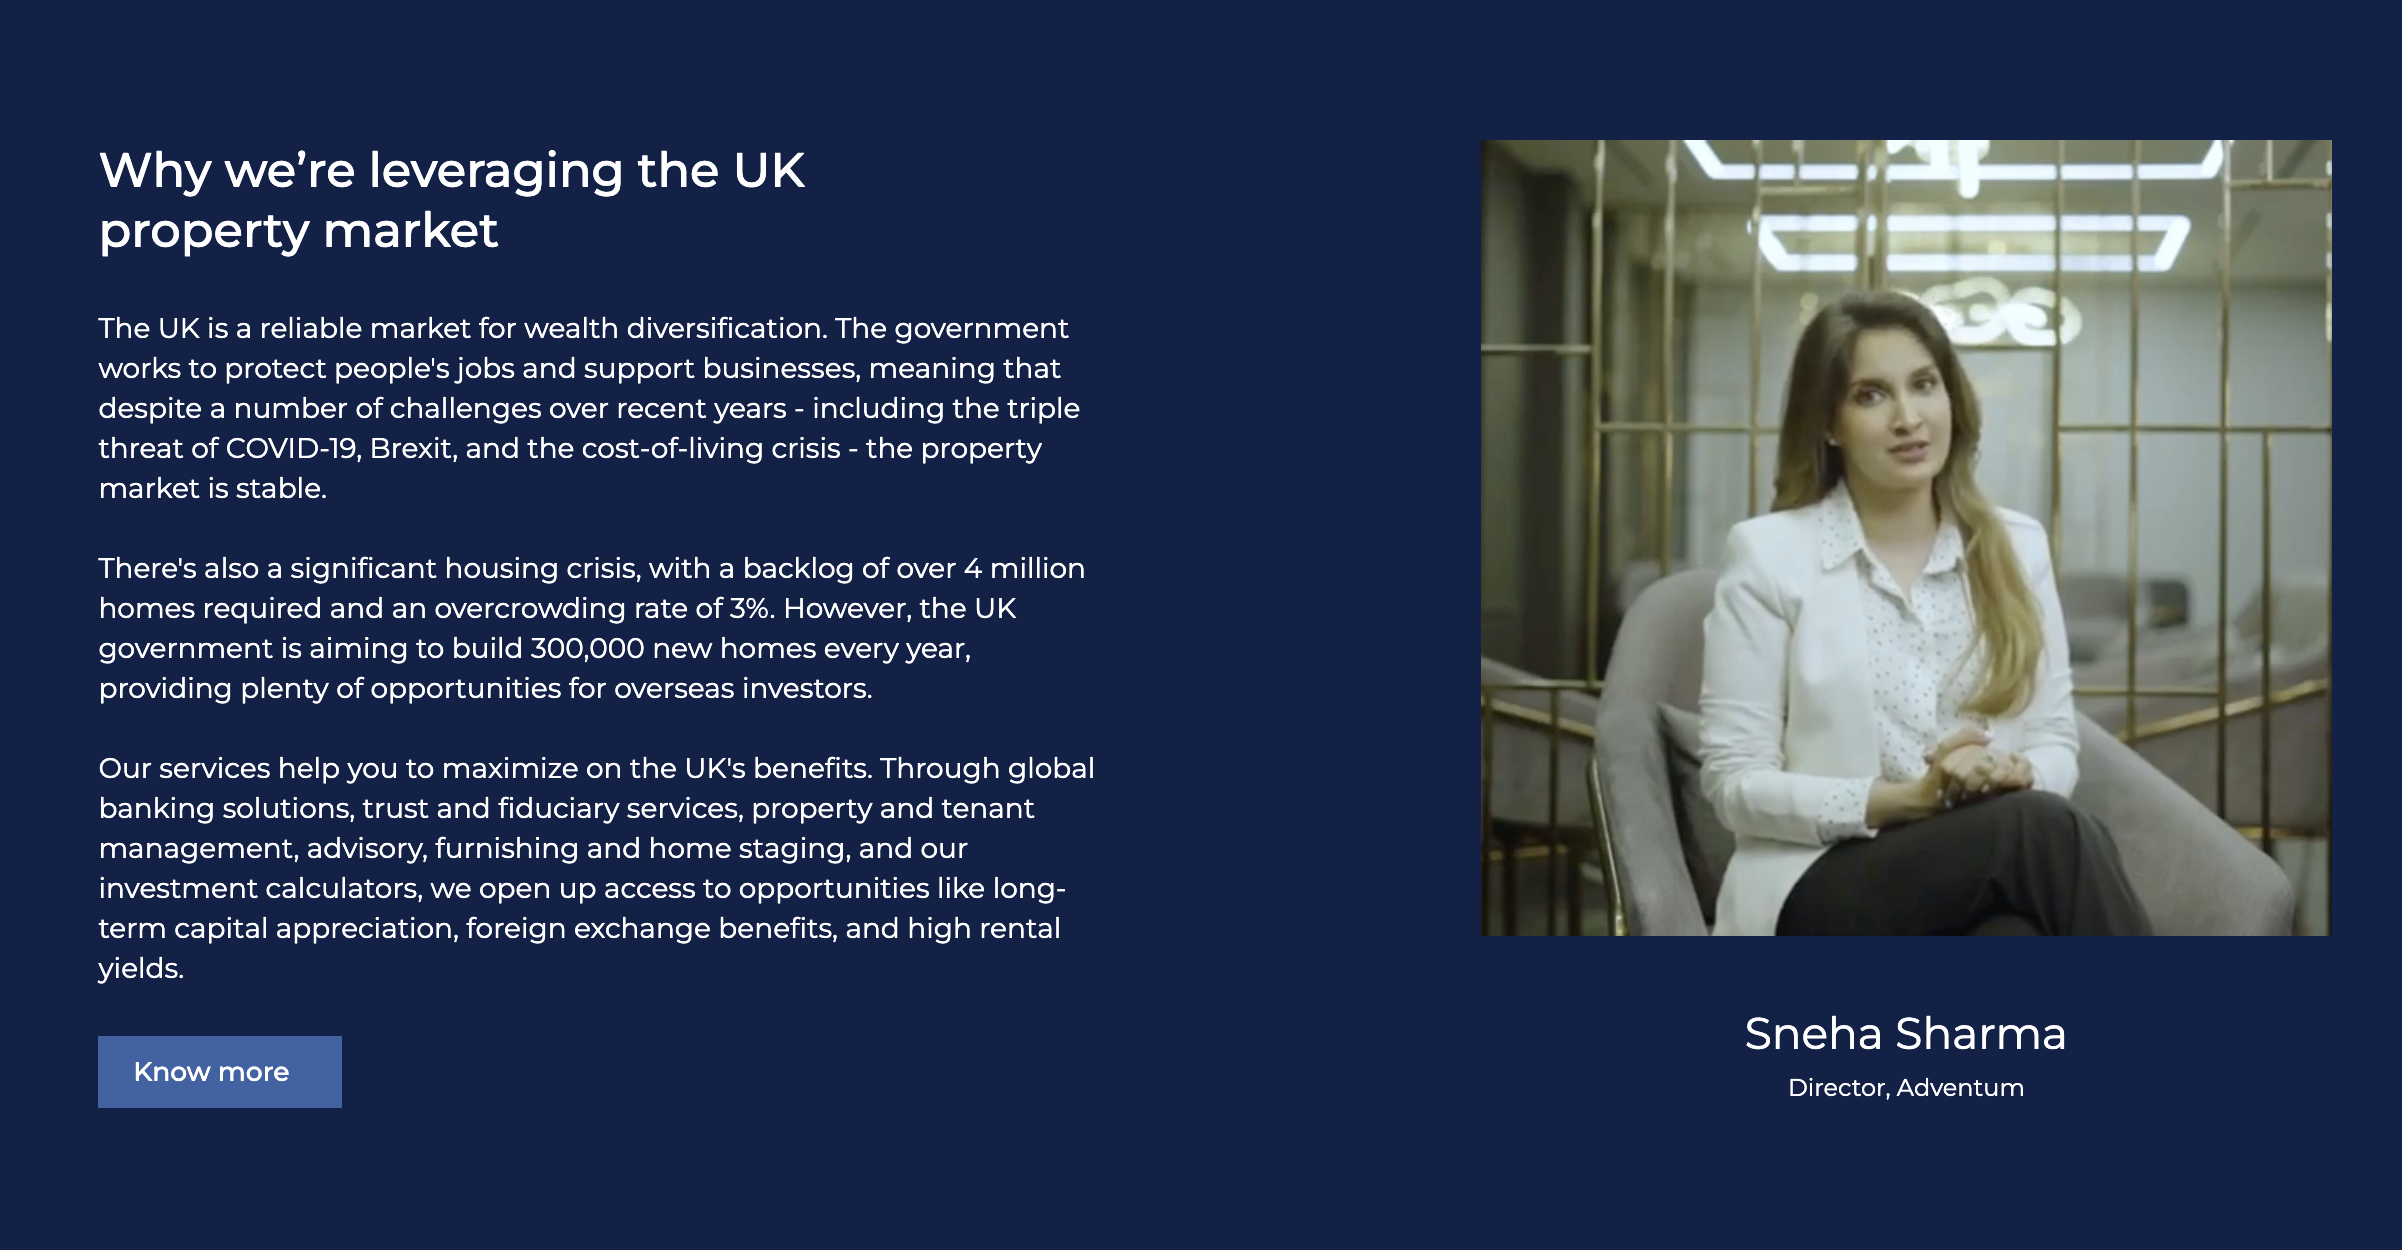 Why we’re leveraging the UK
property market
The UK is a reliable market for wealth diversification. The government
works to protect people's jobs and support businesses, meaning that
despite a number of challenges over recent years - including the triple
threat of COVID-19, Brexit, and the cost-of-living crisis - the property
market is stable.
There's also a significant housing crisis, with a backlog of over 4 million
homes required and an overcrowding rate of 3%. However, the UK
government is aiming to build 300,000 new homes every year,
providing plenty of opportunities for overseas investors.
Our services help you to maximize on the UK's benefits. Through global
banking solutions, trust and fiduciary services, property and tenant
management, advisory, furnishing and home staging, and our
investment calculators, we open up access to opportunities like long-
term capital appreciation, foreign exchange benefits, and high rental
yields.
Know more
Sneha Sharma
Director, Adventum